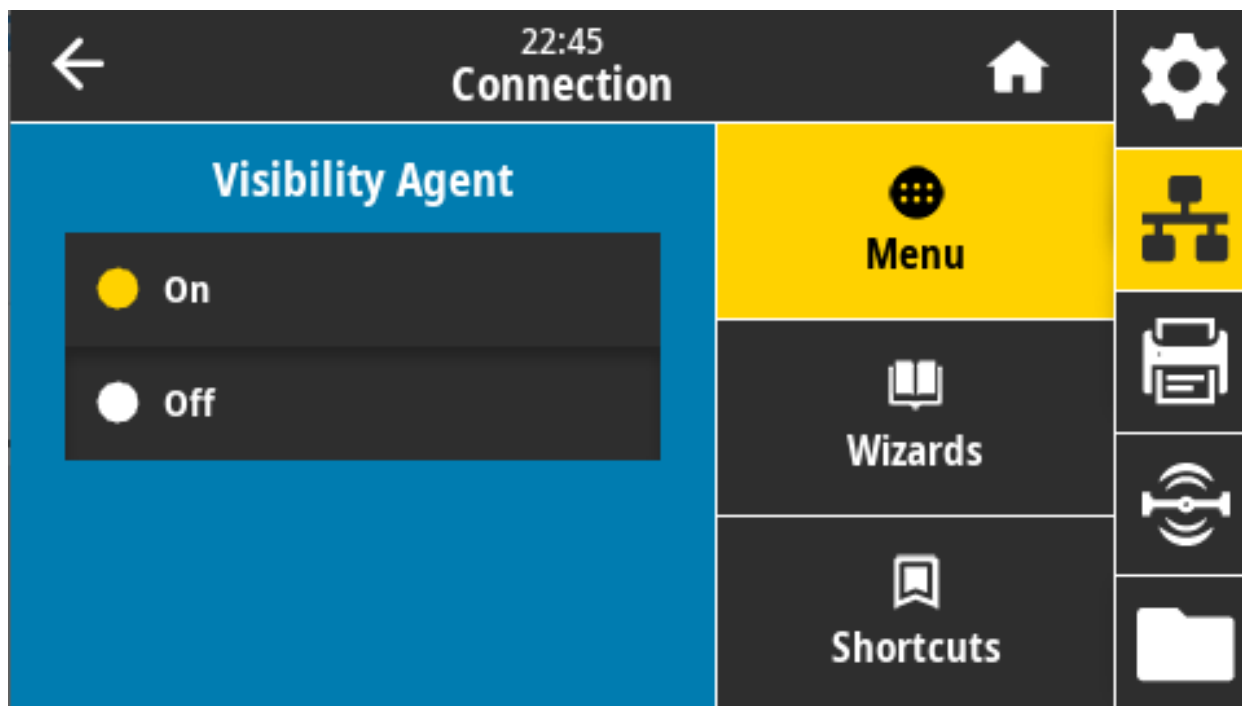 22:45
Connection
Visibility Agent
On
Off
Menu
Wizards
Shortcuts